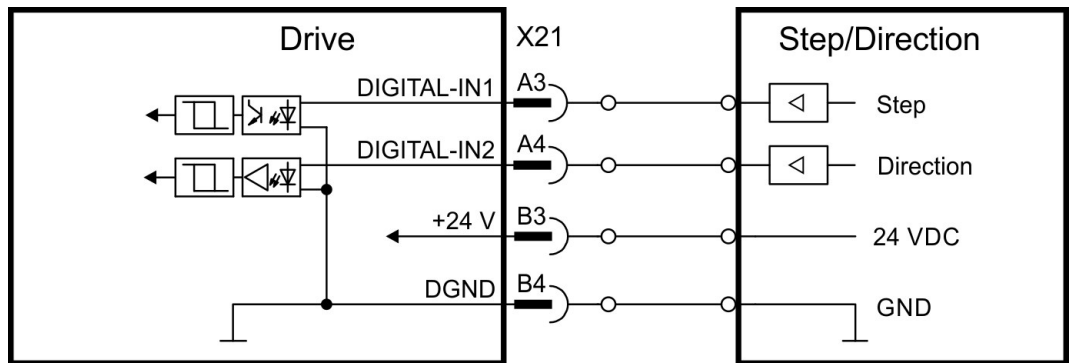 Drive
X21
Step/Direction
DIGITAL-IN1
A3
Step
DIGITAL-IN2
A4
Direction
+24 V
B3
24 VDC
DGND
B4
GND